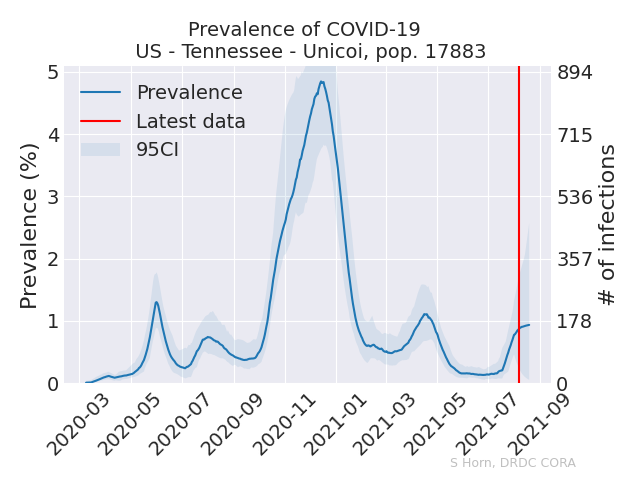 Prevalence of COVID-19
US - Tennessee - Unicoi, pop. 17883
Prevalence
Latest data
95CI
Prevalence (%)
5
4
3
2
1
0
894
715
536
357
178
0
# of infections
2020-03
2020-05
2020-07
2020-09
2020-11
2021-01
2021-03
2021-05
2021-07
2021-09
S Horn, DRDC CORA